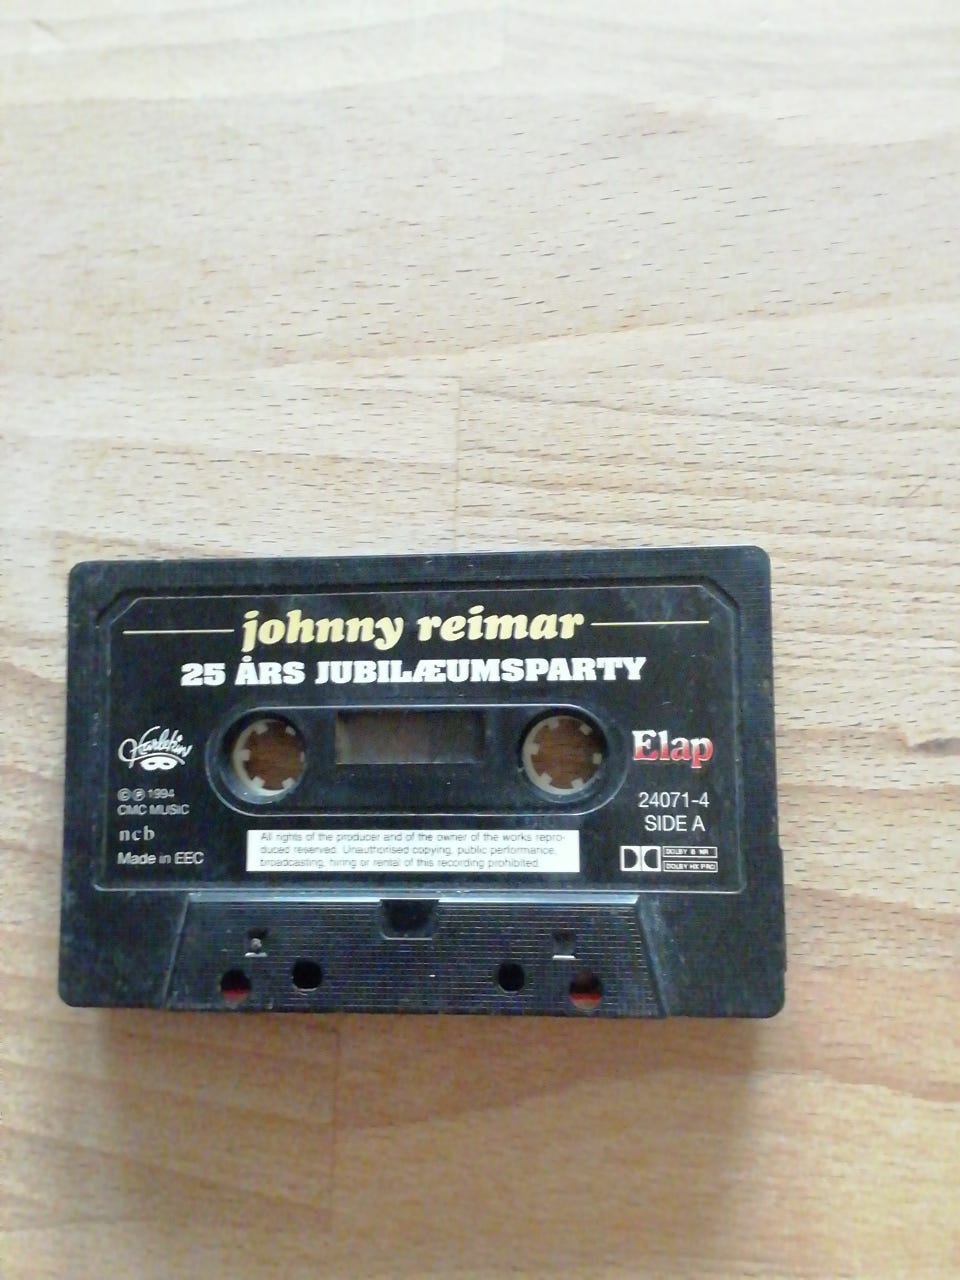 johnny reimar
25 ÅRS JUBILÆUMSPARTY
Harlekin
Elap
© ℗ 1994
CMC MUSIC
24071-4
SIDE A
ncb
Made in EEC
All rights of the producer and of the owner of the works repro-
duced reserved. Unauthorised copying, public performance,
broadcasting, hiring or rental of this recording prohibited.
DOLBY B NR
DOLBY HX PRO